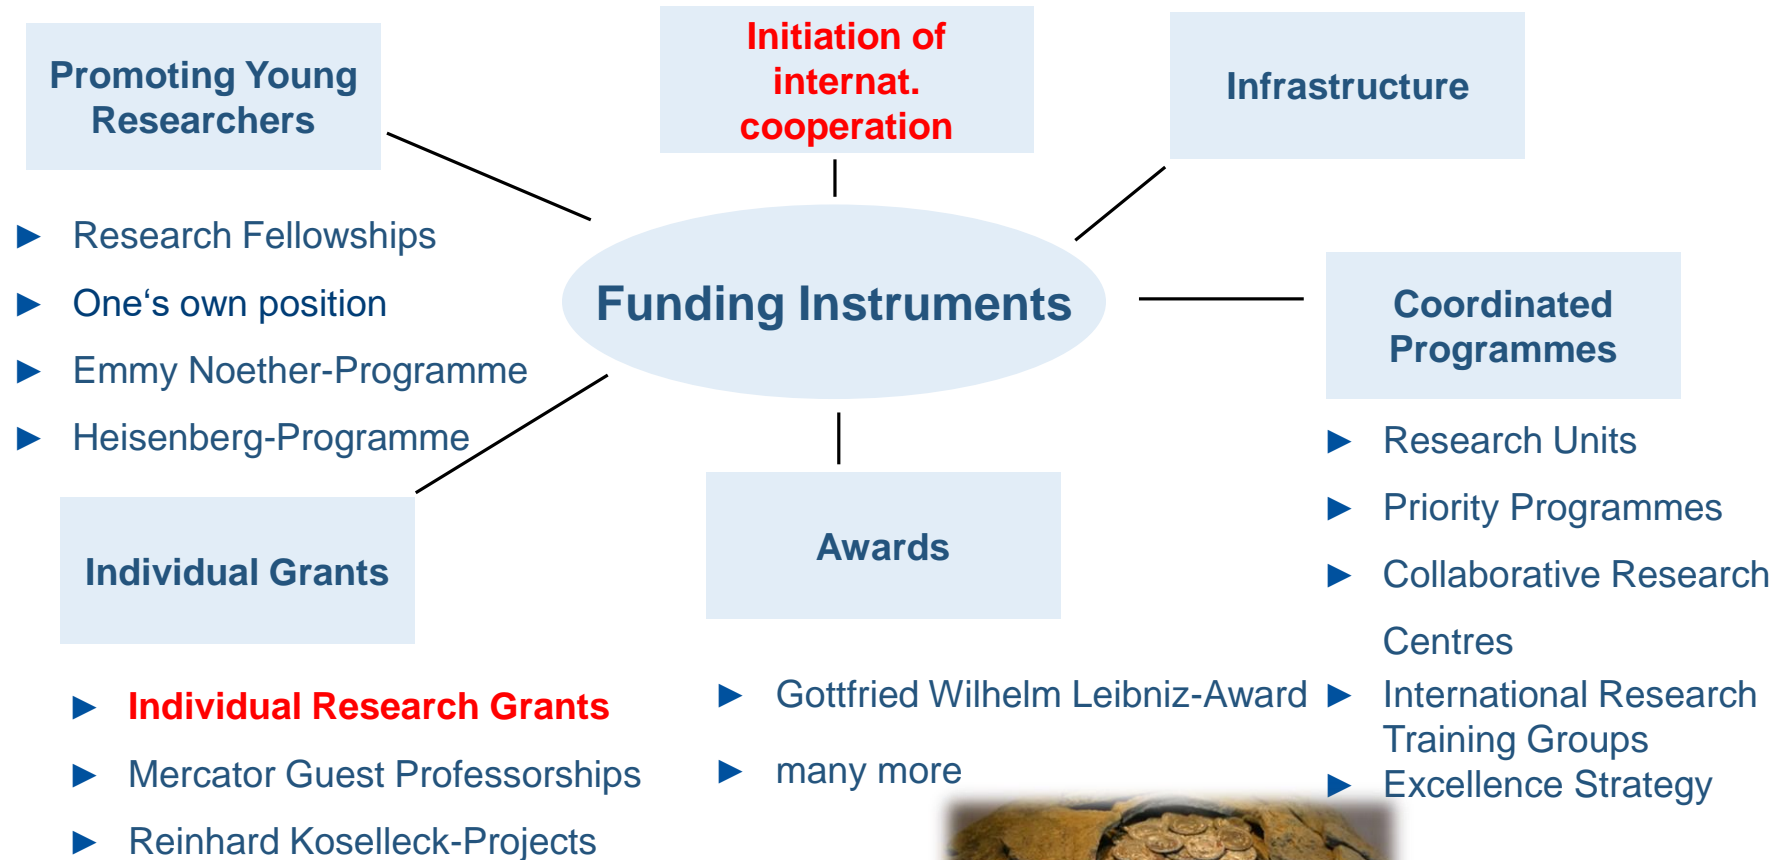 Promoting Young
Researchers
Initiation of
internat.
cooperation
Infrastructure
► Research Fellowships
► One‘s own position
► Emmy Noether-Programme
► Heisenberg-Programme
Funding Instruments
Coordinated
Programmes
► Research Units
► Priority Programmes
► Collaborative Research
Centres
► International Research
Training Groups
► Excellence Strategy
Individual Grants
► Individual Research Grants
► Mercator Guest Professorships
► Reinhard Koselleck-Projects
Awards
► Gottfried Wilhelm Leibniz-Award
► many more